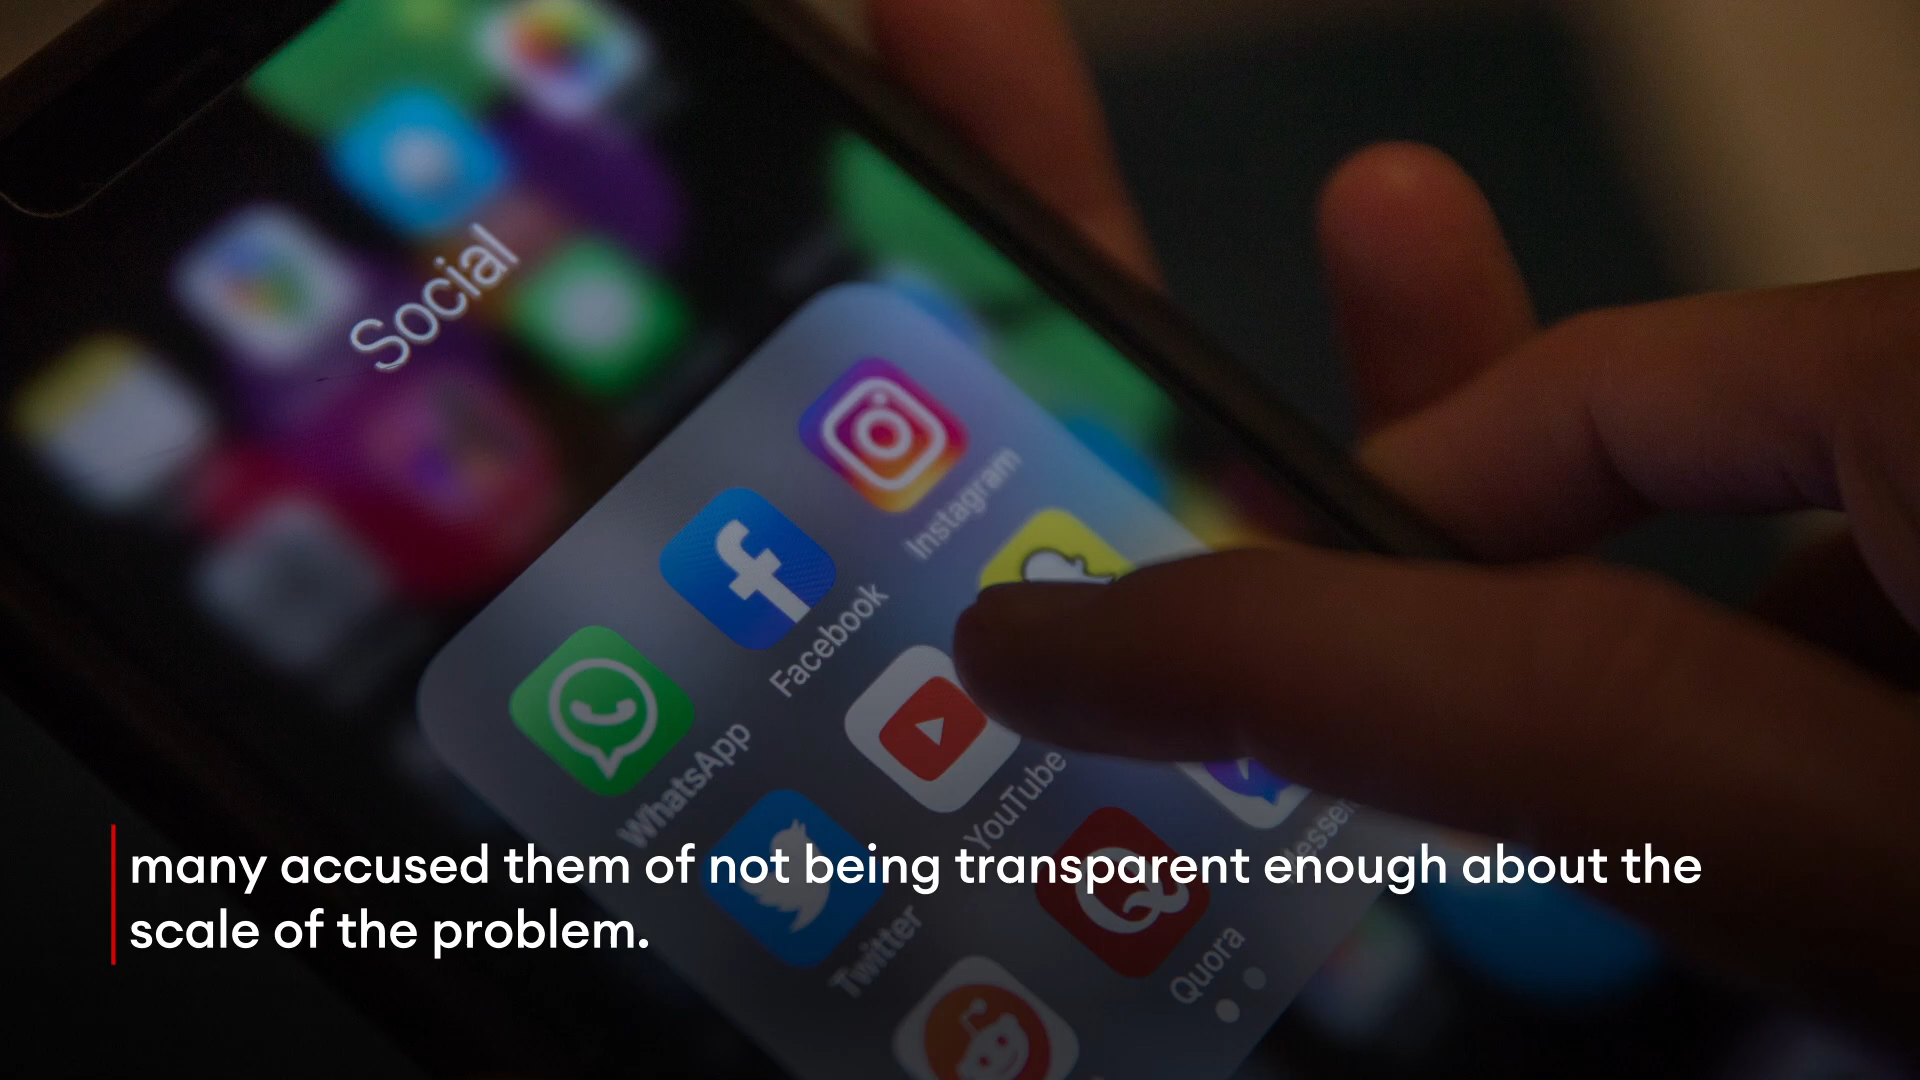 Social
Instagram
Facebook
WhatsApp
YouTube
Twitter
Quora
many accused them of not being transparent enough about the
scale of the problem.